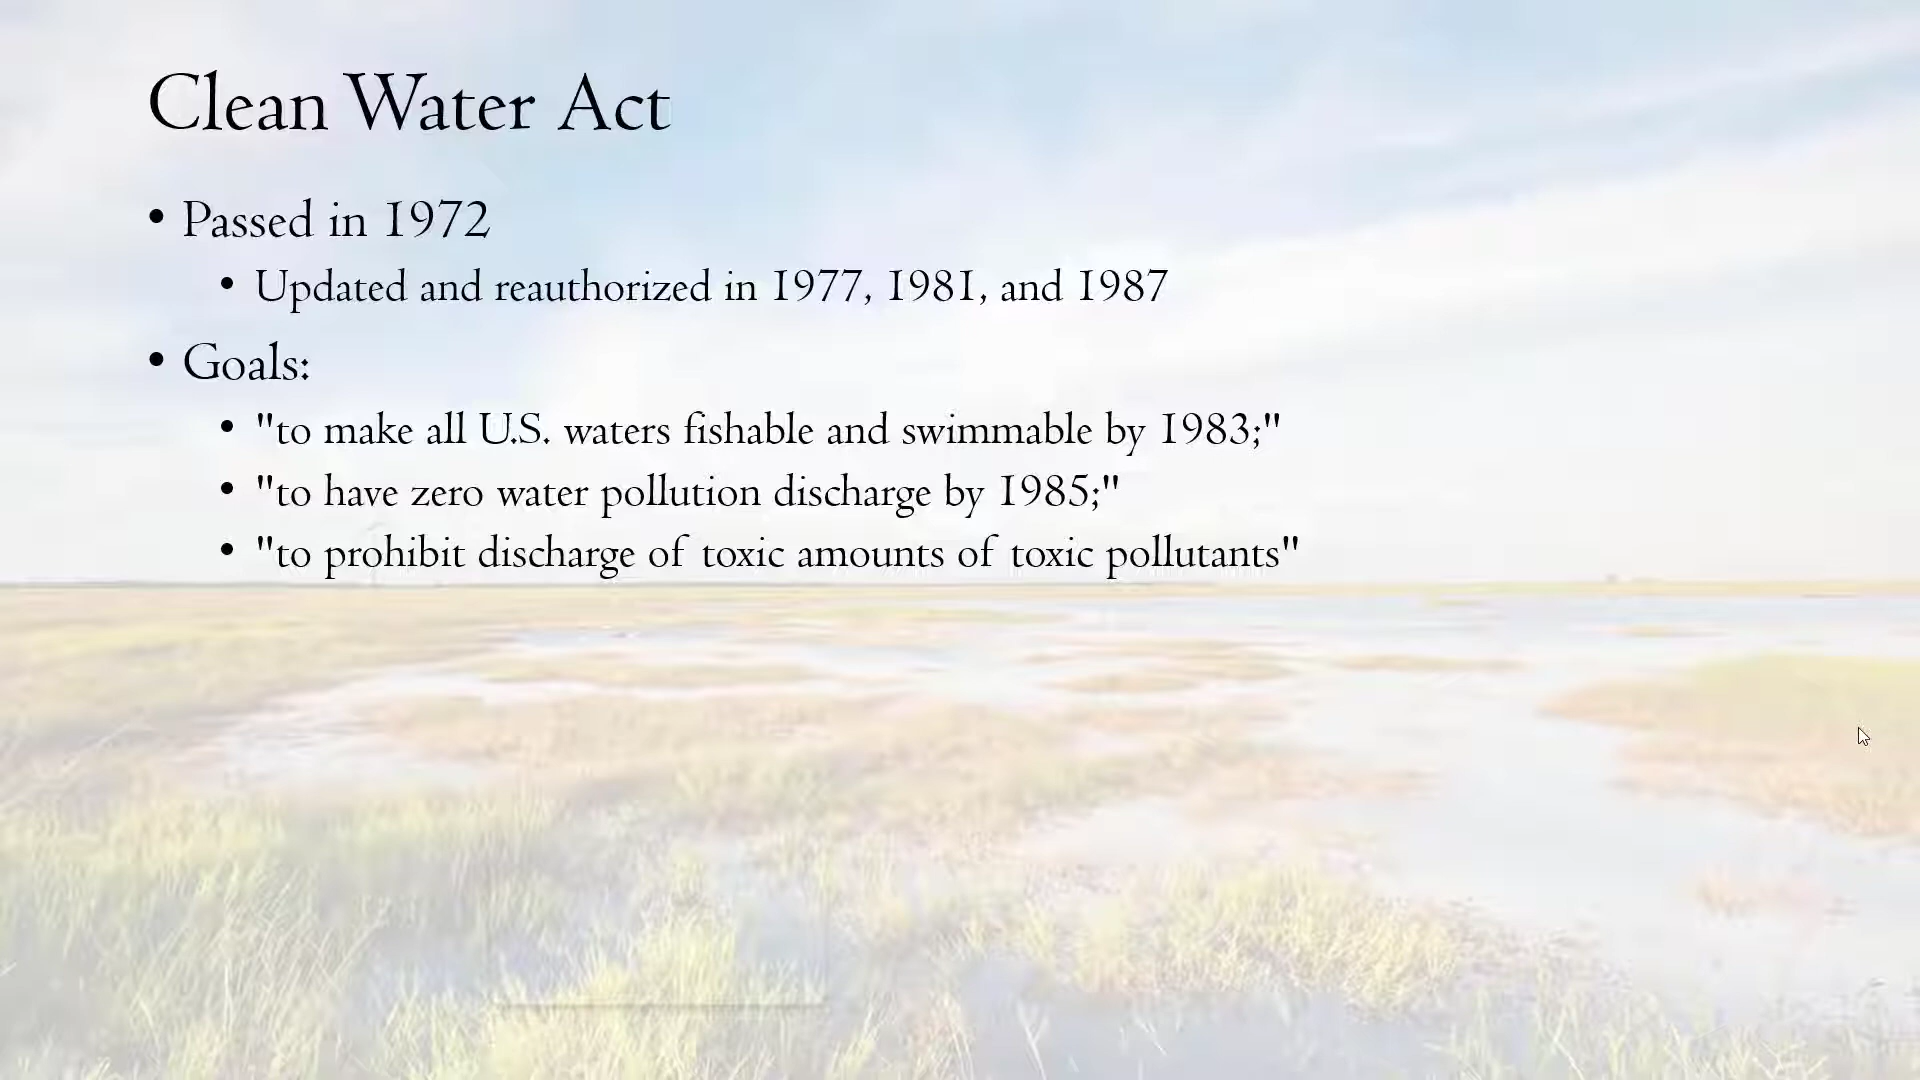 Clean Water Act
• Passed in 1972
• Updated and reauthorized in 1977, 1981, and 1987
• Goals:
• "to make all U.S. waters fishable and swimmable by 1983;"
• "to have zero water pollution discharge by 1985;"
• "to prohibit discharge of toxic amounts of toxic pollutants"